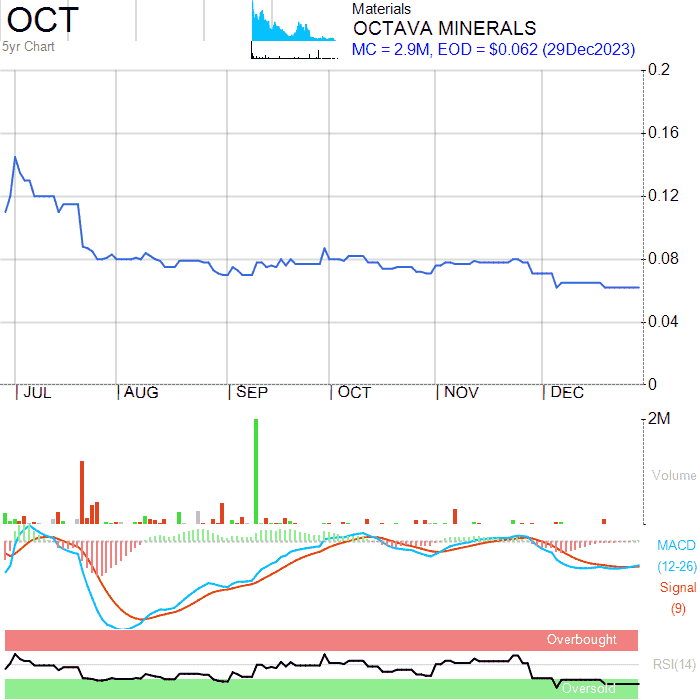 OCT
5yr Chart
Materials
OCTAVA MINERALS
MC = 2.9M, EOD = $0.062 (29Dec2023)
0.2
0.16
0.12
0.08
0.04
0
JUL AUG SEP OCT NOV DEC
2M
Volume
MACD
(12-26)
Signal
(9)
Overbought
RSI(14)
Oversold